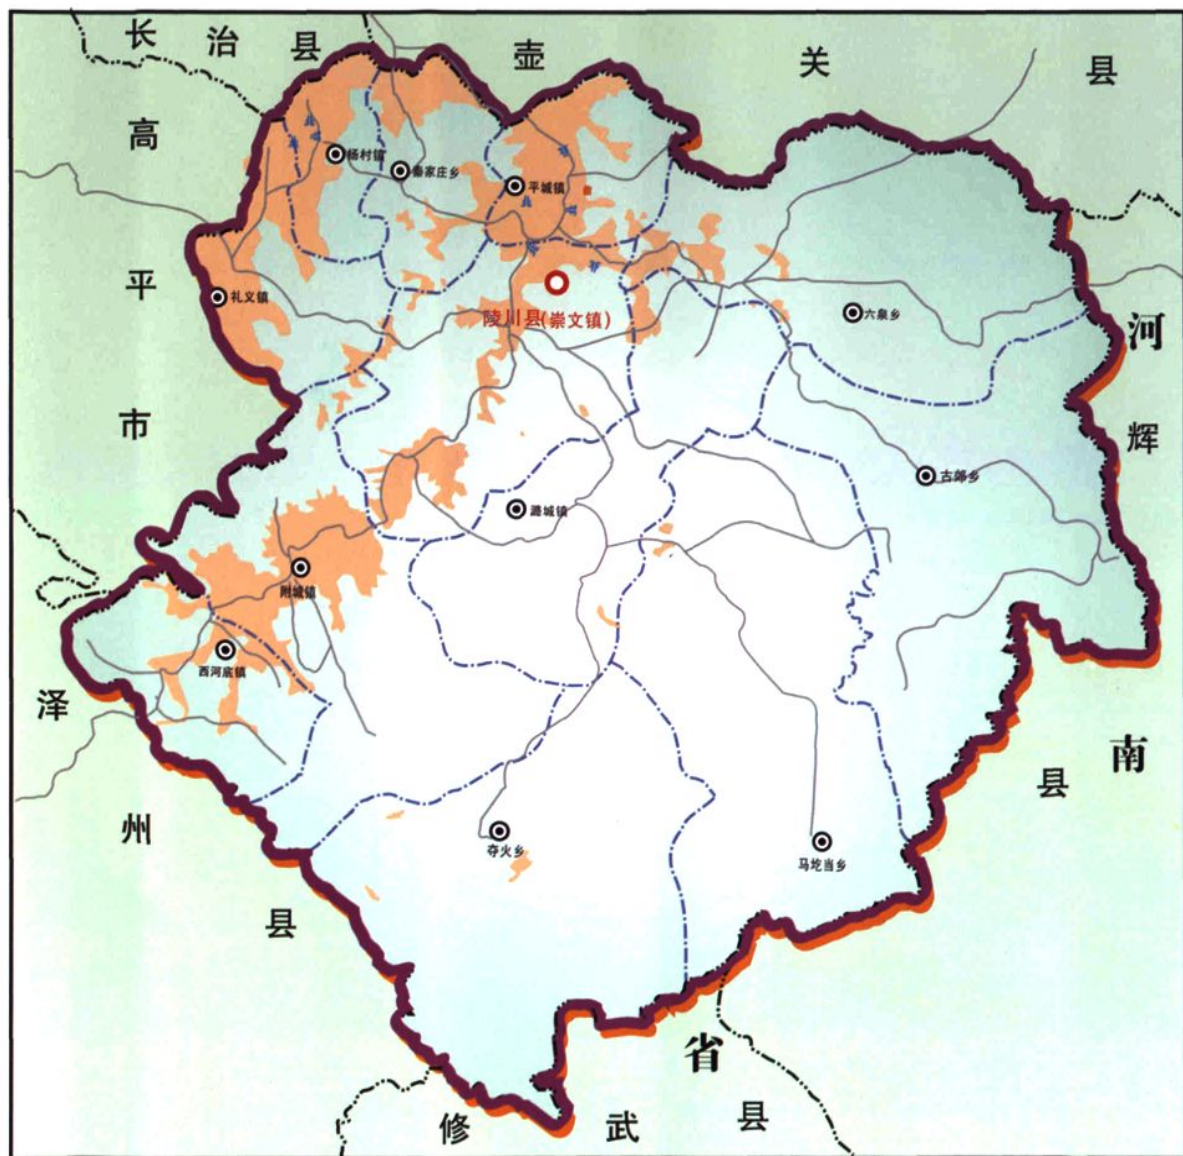 长治县
壶关县
高平市
杨村镇
秦家庄乡
平城镇
礼义镇
陵川县(崇文镇)
六泉乡
河南省
辉县
古郊乡
潞城镇
附城镇
西河底镇
泽州县
夺火乡
马圪当乡
修武县